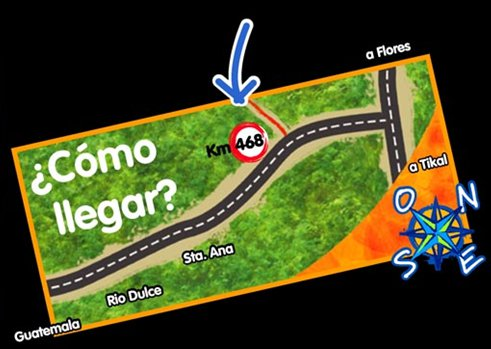 a Flores
¿Cómo
llegar?
Km 468
a Tikal
O N
S E
Sta. Ana
Rio Dulce
Guatemala